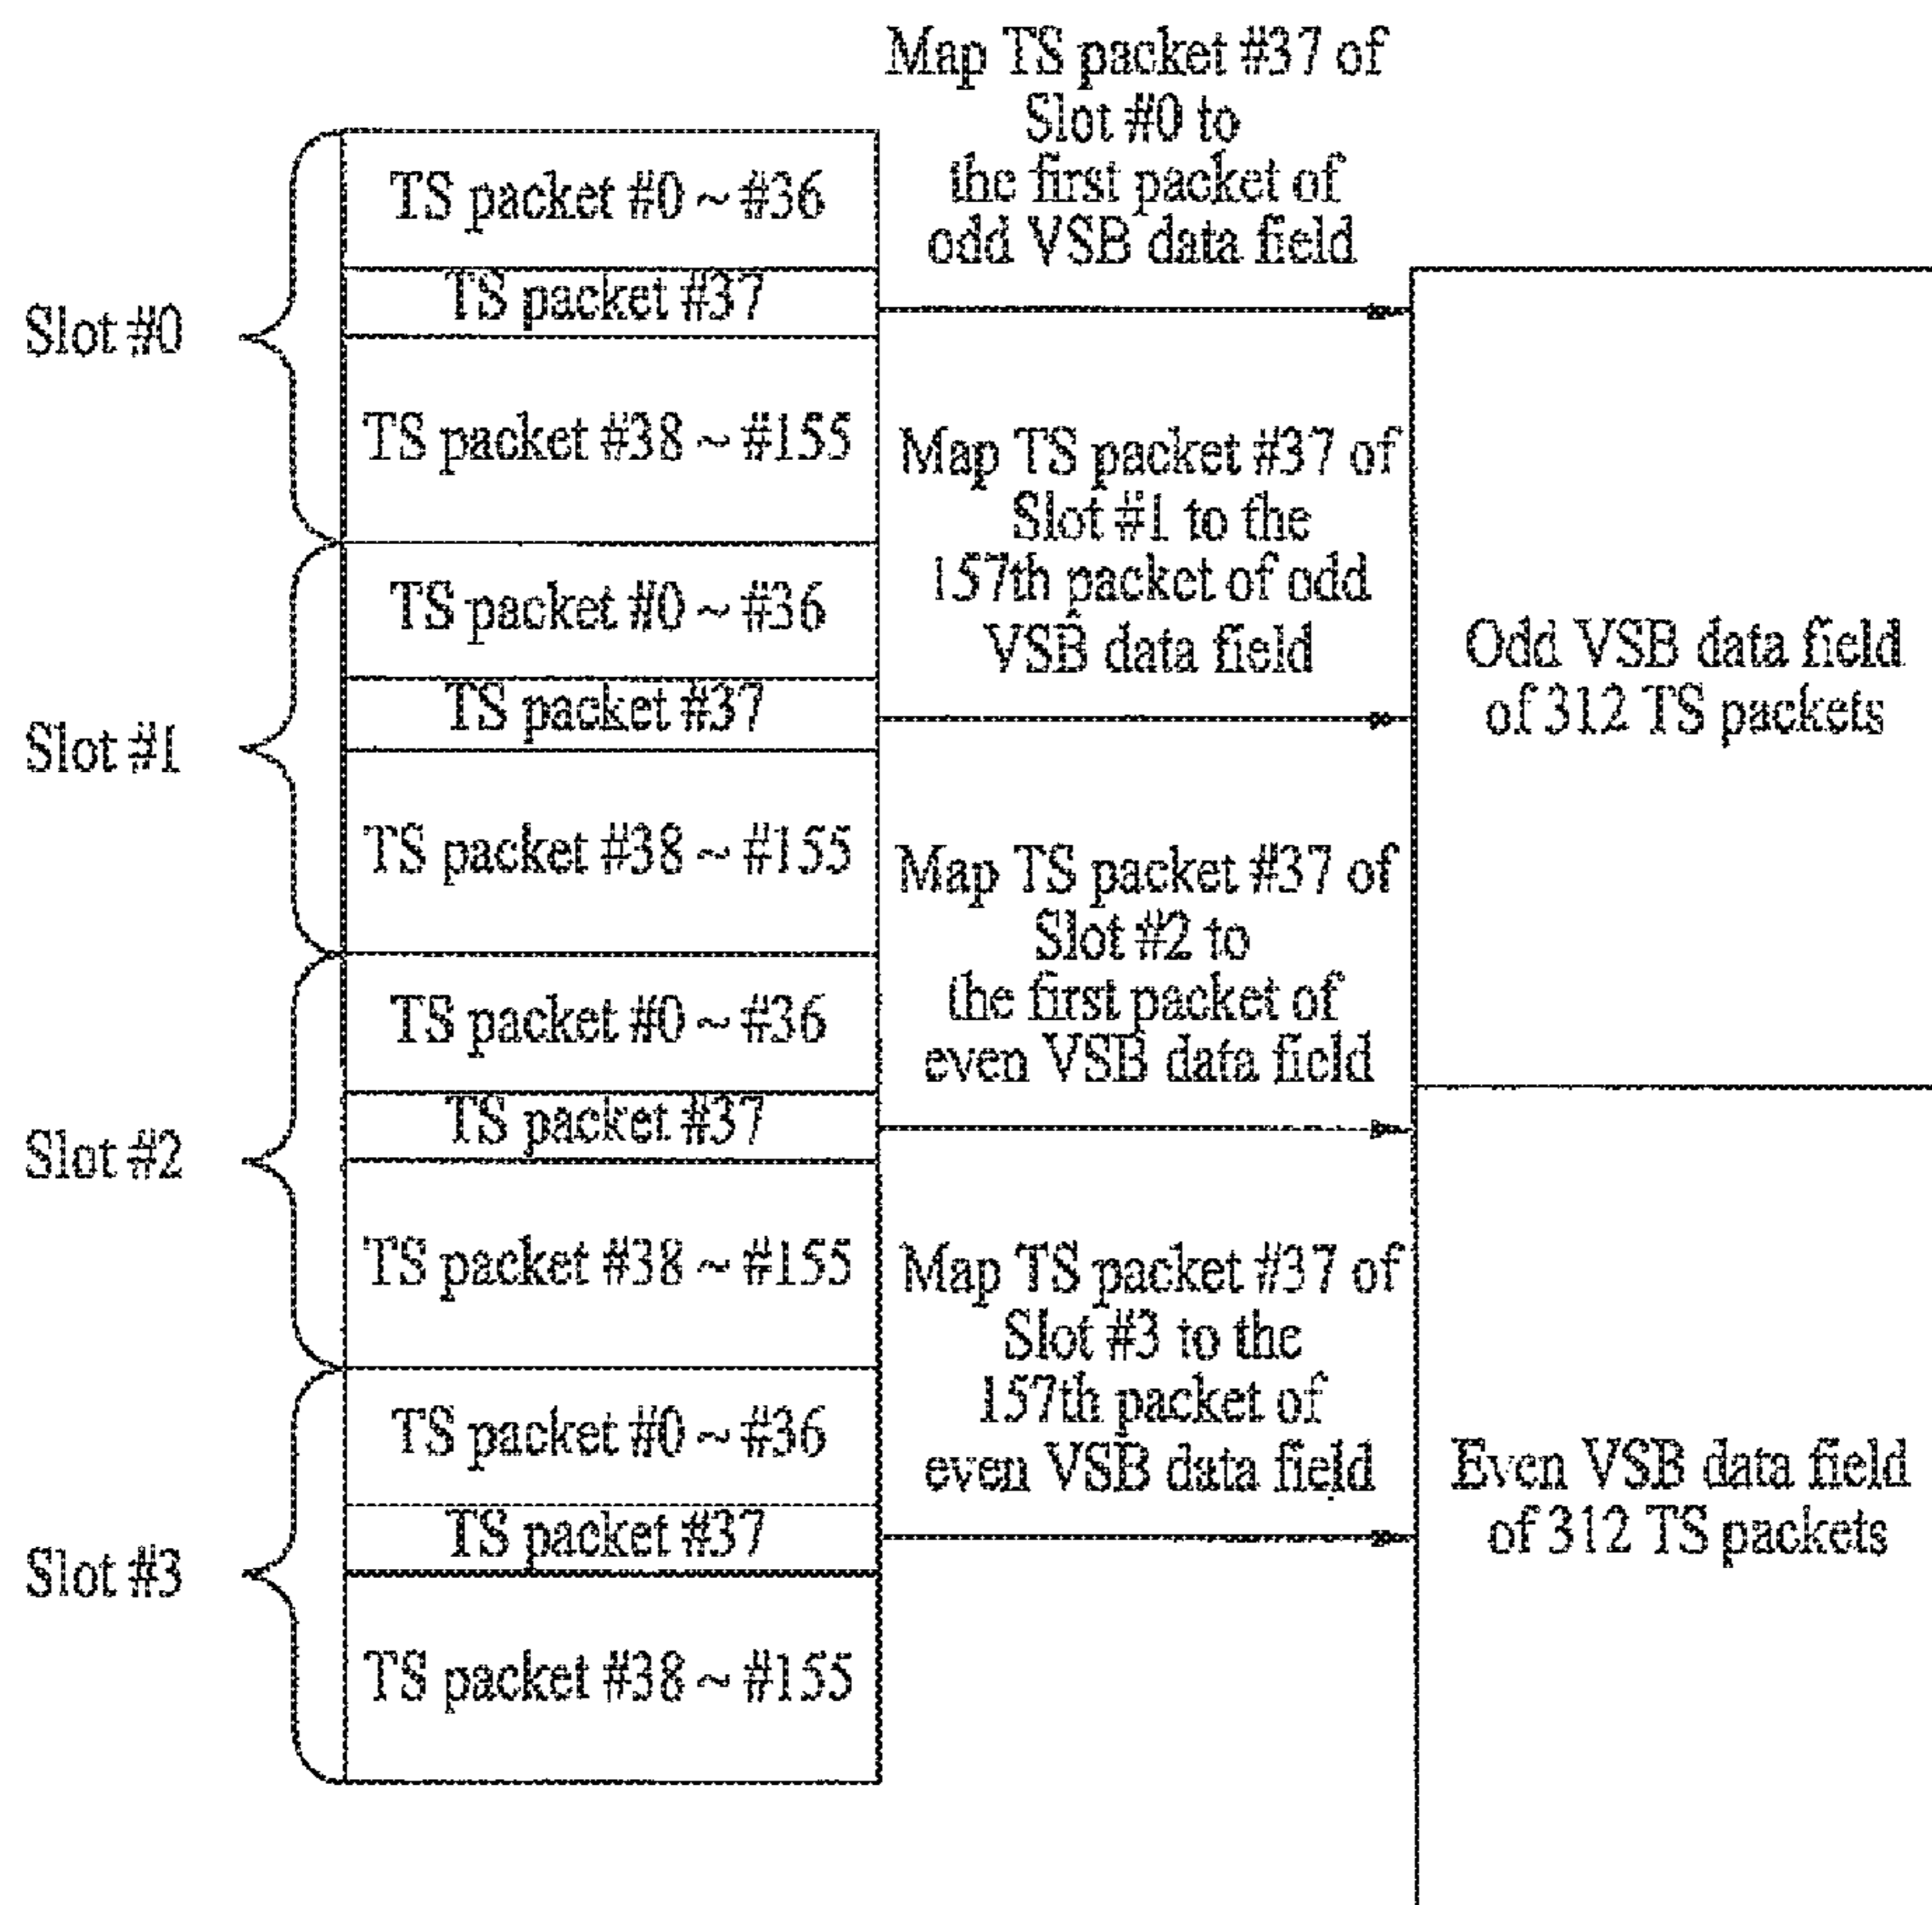 Map TS packet #37 of
Slot #0 to
the first packet of
odd VSB data field
Slot #0
TS packet #0 ~ #36
TS packet #37
TS packet #38 ~ #155
Map TS packet #37 of
Slot #1 to the
157th packet of odd
VSB data field
Slot #1
TS packet #0 ~ #36
TS packet #37
TS packet #38 ~ #155
Odd VSB data field
of 312 TS packets
Map TS packet #37 of
Slot #2 to
the first packet of
even VSB data field
Slot #2
TS packet #0 ~ #36
TS packet #37
TS packet #38 ~ #155
Map TS packet #37 of
Slot #3 to the
157th packet of
even VSB data field
Slot #3
TS packet #0 ~ #36
TS packet #37
TS packet #38 ~ #155
Even VSB data field
of 312 TS packets